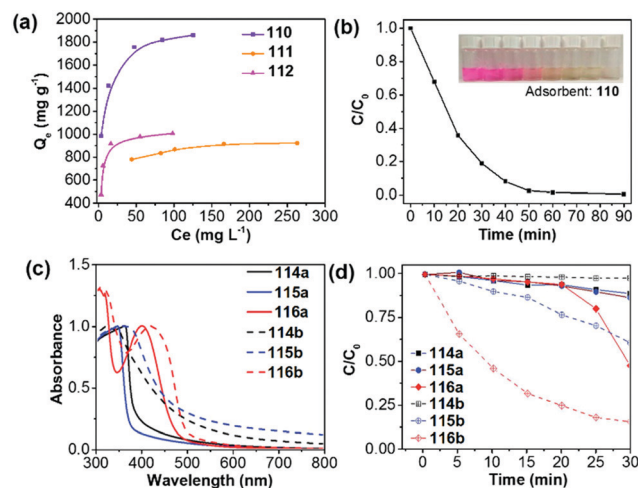 (a)
2000
1800
1600
1400
1200
1000
800
600
400
Qe (mg g-1)
110
111
112
0 50 100 150 200 250 300
Ce (mg L-1)
(b)
1.0
0.8
0.6
0.4
0.2
0.0
C/C0
Adsorbent: 110
0 10 20 30 40 50 60 70 80 90
Time (min)
(c)
1.5
1.0
0.5
0.0
Absorbance
114a
115a
116a
114b
115b
116b
300 400 500 600 700 800
Wavelength (nm)
(d)
1.00
0.75
0.50
0.25
0.00
C/C0
114a
115a
116a
114b
115b
116b
0 5 10 15 20 25 30
Time (min)